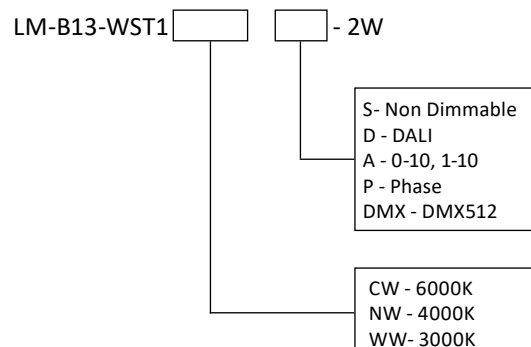 LM-B13-WST1 - 2W
S- Non Dimmable
D - DALI
A - 0-10, 1-10
P - Phase
DMX - DMX512
CW - 6000K
NW - 4000K
WW- 3000K